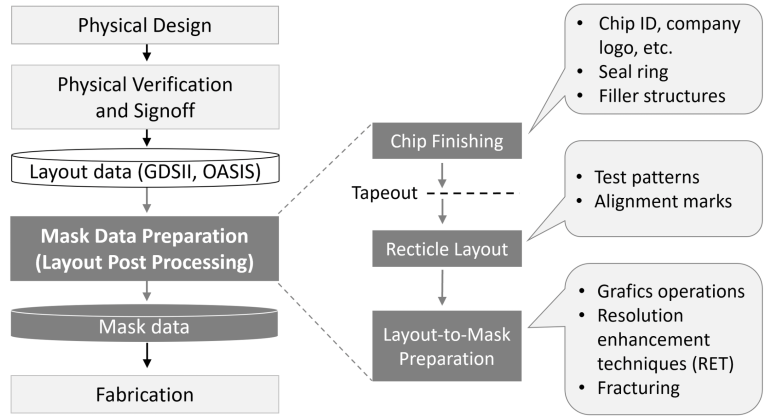 Physical Design
Physical Verification
and Signoff
Layout data (GDSII, OASIS)
Mask Data Preparation
(Layout Post Processing)
Mask data
Fabrication
Chip Finishing
Tapeout
Recticle Layout
Layout-to-Mask
Preparation
• Chip ID, company
logo, etc.
• Seal ring
• Filler structures
• Test patterns
• Alignment marks
• Grafics operations
• Resolution
enhancement
techniques (RET)
• Fracturing